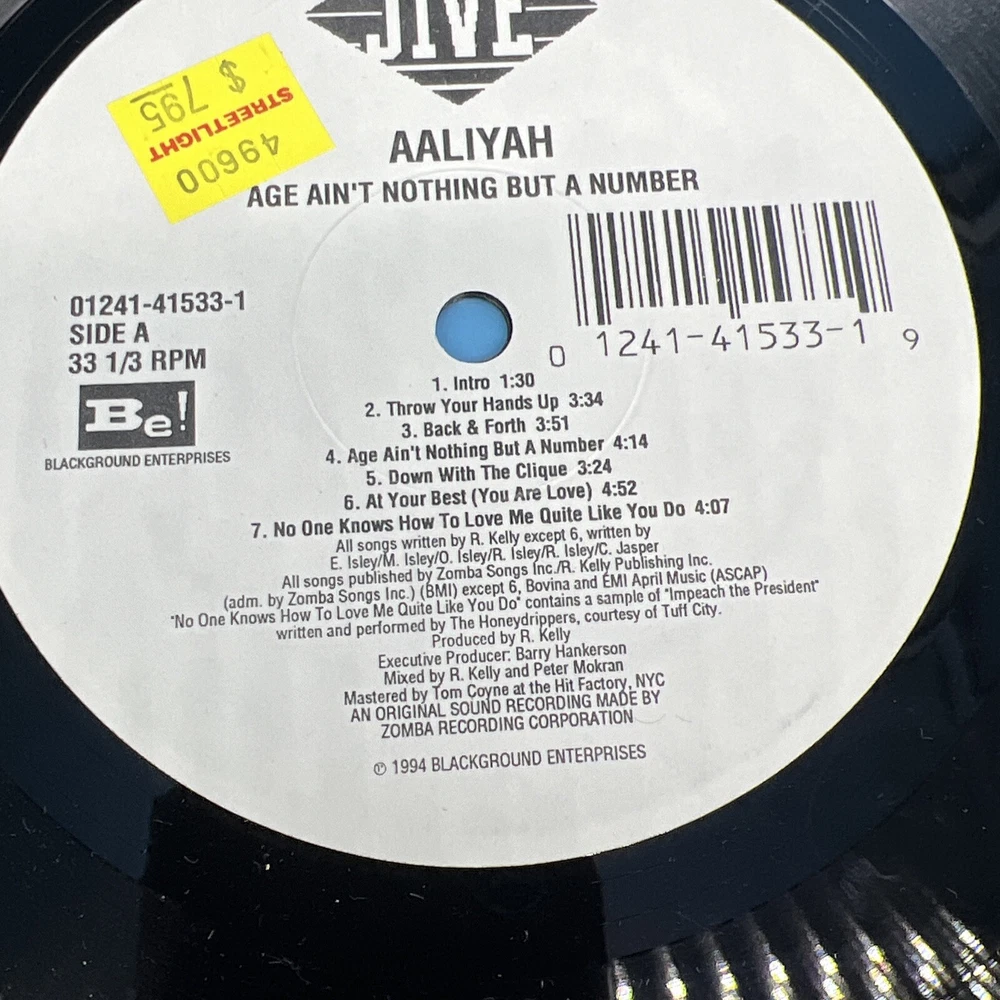 JIVE
$ 7.95
STREETLIGHT
49600
AALIYAH
AGE AIN'T NOTHING BUT A NUMBER
01241-41533-1
SIDE A
33 1/3 RPM
Be!
BLACKGROUND ENTERPRISES
0 1241-41533-1 9
1. Intro 1:30
2. Throw Your Hands Up 3:34
3. Back & Forth 3:51
4. Age Ain't Nothing But A Number 4:14
5. Down With The Clique 3:24
6. At Your Best (You Are Love) 4:52
7. No One Knows How To Love Me Quite Like You Do 4:07
All songs written by R. Kelly except 6, written by
E. Isley/M. Isley/O. Isley/R. Isley/R. Isley/C. Jasper
All songs published by Zomba Songs Inc./R. Kelly Publishing Inc.
(adm. by Zomba Songs Inc.) (BMI) except 6, Bovina and EMI April Music (ASCAP)
"No One Knows How To Love Me Quite Like You Do" contains a sample of "Impeach the President"
written and performed by The Honeydrippers, courtesy of Tuff City.
Produced by R. Kelly
Executive Producer: Barry Hankerson
Mixed by R. Kelly and Peter Mokran
Mastered by Tom Coyne at the Hit Factory, NYC
AN ORIGINAL SOUND RECORDING MADE BY
ZOMBA RECORDING CORPORATION
℗ 1994 BLACKGROUND ENTERPRISES